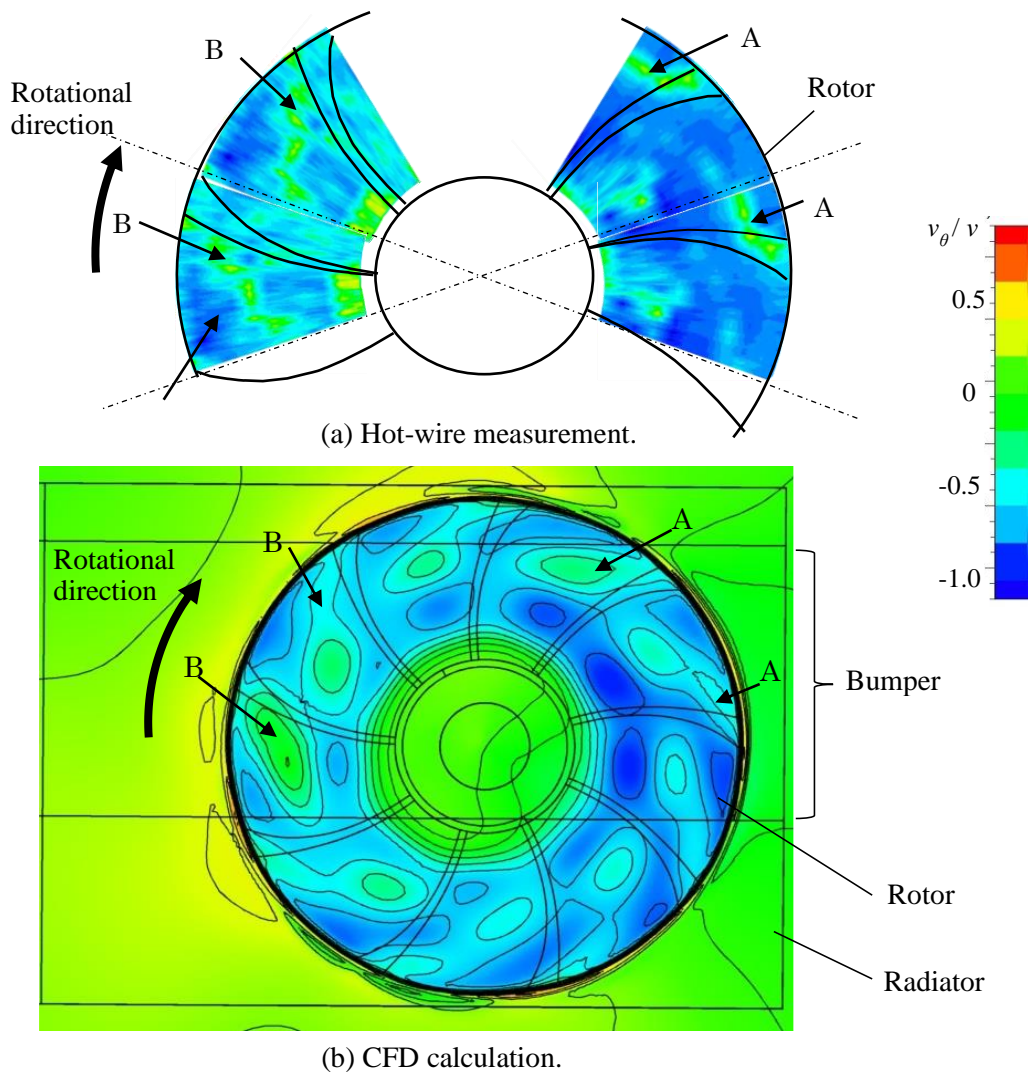 B
A
Rotor
Rotational
direction
B
A
v_θ / v'
0.5
0
-0.5
-1.0
(a) Hot-wire measurement.
A
B
Rotational
direction
B
A
Bumper
Rotor
Radiator
(b) CFD calculation.